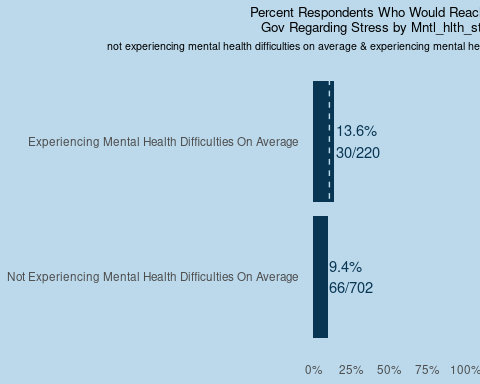 Percent Respondents Who Would Reac
Gov Regarding Stress by Mntl_hlth_st
not experiencing mental health difficulties on average & experiencing mental he
Experiencing Mental Health Difficulties On Average
13.6%
30/220
Not Experiencing Mental Health Difficulties On Average
9.4%
66/702
0% 25% 50% 75% 100%